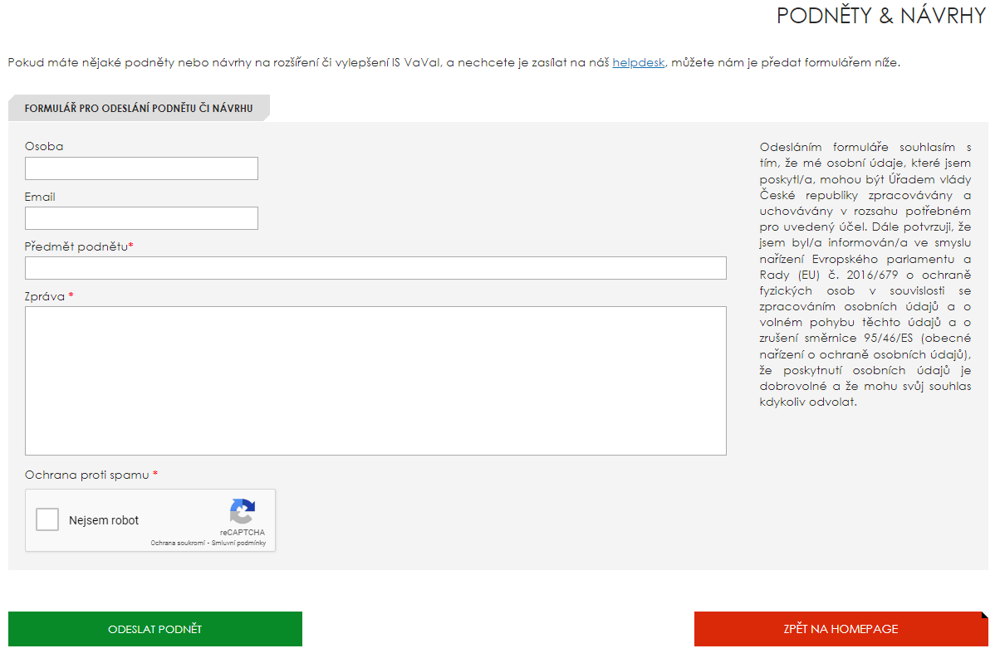 PODNĚTY & NÁVRHY
Pokud máte nějaké podněty nebo návrhy na rozšíření či vylepšení IS VaVaI, a nechcete je zasílat na náš helpdesk, můžete nám je předat formulářem níže.
FORMULÁŘ PRO ODESLÁNÍ PODNĚTU ČI NÁVRHU
Osoba
Email
Předmět podnětu*
Zpráva *
Ochrana proti spamu *
Nejsem robot
reCAPTCHA
Ochrana soukromí - Smluvní podmínky
Odesláním formuláře souhlasím s
tím, že mé osobní údaje, které jsem
poskytl/a, mohou být Úřadem vlády
České republiky zpracovávány a
uchovávány v rozsahu potřebném
pro uvedený účel. Dále potvrzuji, že
jsem byl/a informován/a ve smyslu
nařízení Evropského parlamentu a
Rady (EU) č. 2016/679 o ochraně
fyzických osob v souvislosti se
zpracováním osobních údajů a o
volném pohybu těchto údajů a o
zrušení směrnice 95/46/ES (obecné
nařízení o ochraně osobních údajů),
že poskytnutí osobních údajů je
dobrovolné a že mohu svůj souhlas
kdykoliv odvolat.
ODESLAT PODNĚT
ZPĚT NA HOMEPAGE